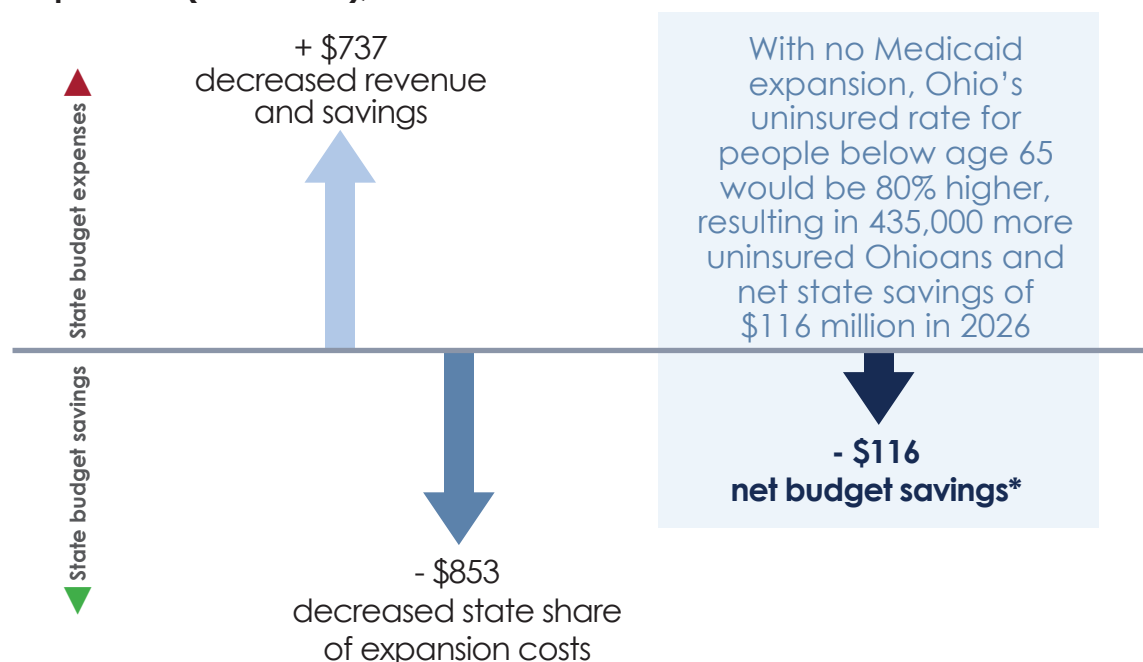 + $737
decreased revenue
and savings
State budget expenses
State budget savings
- $853
decreased state share
of expansion costs
With no Medicaid
expansion, Ohio’s
uninsured rate for
people below age 65
would be 80% higher,
resulting in 435,000 more
uninsured Ohioans and
net state savings of
$116 million in 2026
- $116
net budget savings*